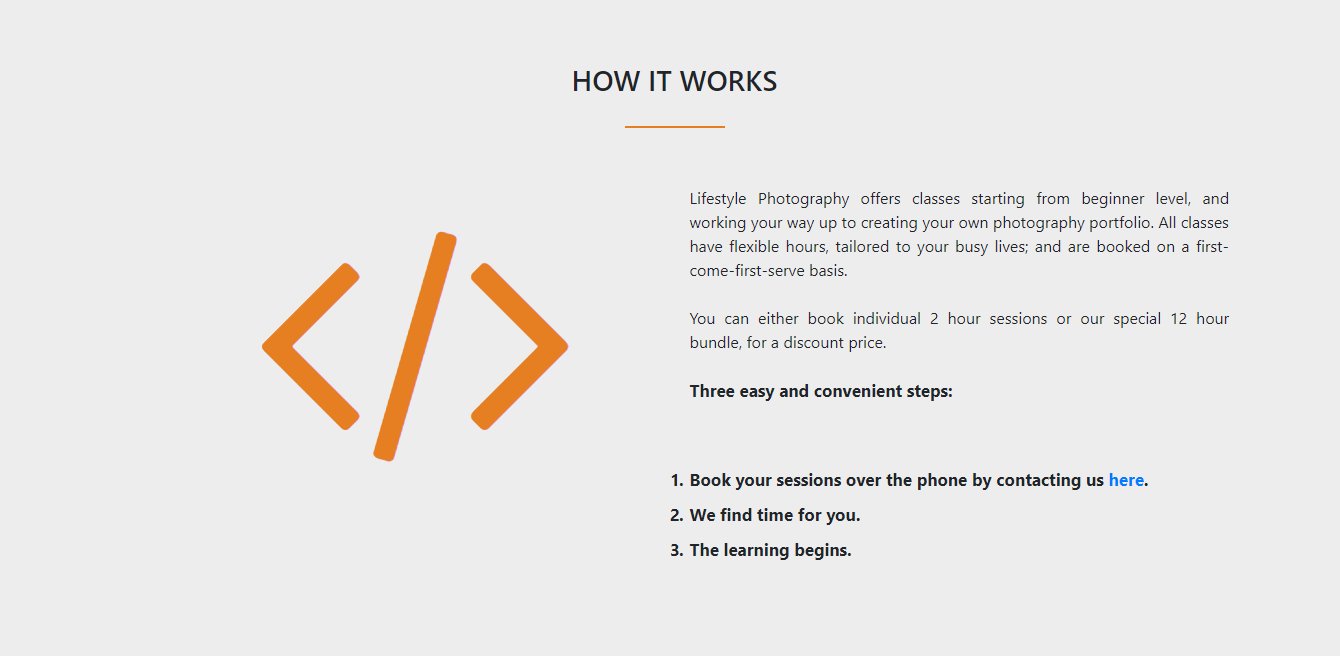 HOW IT WORKS
Lifestyle Photography offers classes starting from beginner level, and
working your way up to creating your own photography portfolio. All classes
have flexible hours, tailored to your busy lives; and are booked on a first-
come-first-serve basis.
You can either book individual 2 hour sessions or our special 12 hour
bundle, for a discount price.
Three easy and convenient steps:
1. Book your sessions over the phone by contacting us here.
2. We find time for you.
3. The learning begins.